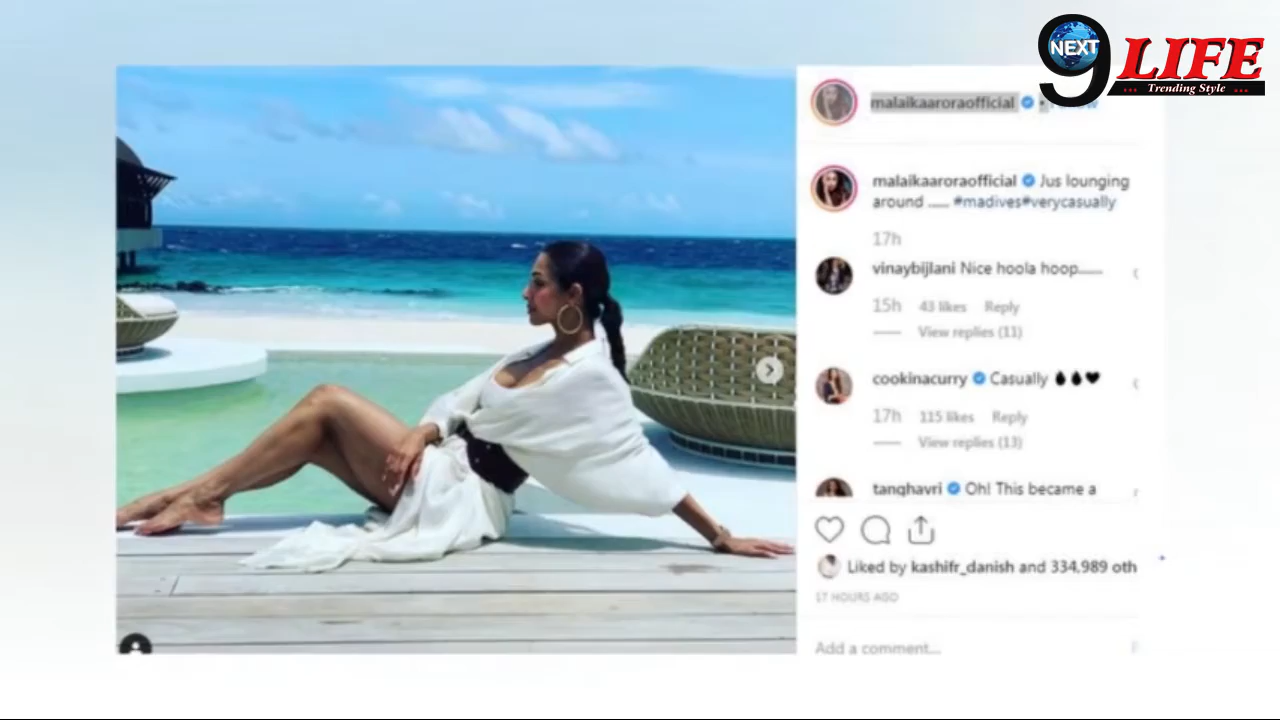 NEXT
9 LIFE
... Trending Style ...
malaikaaroraofficial •
malaikaaroraofficial Jus lounging
around ...... #madives#verycasually
17h
vinaybijlani Nice hoola hoop.......
15h 43 likes Reply
View replies (11)
cookinacurry Casually
17h 115 likes Reply
View replies (13)
tanghavri Oh! This became a
Liked by kashifr_danish and 334,989 oth
17 HOURS AGO
Add a comment...